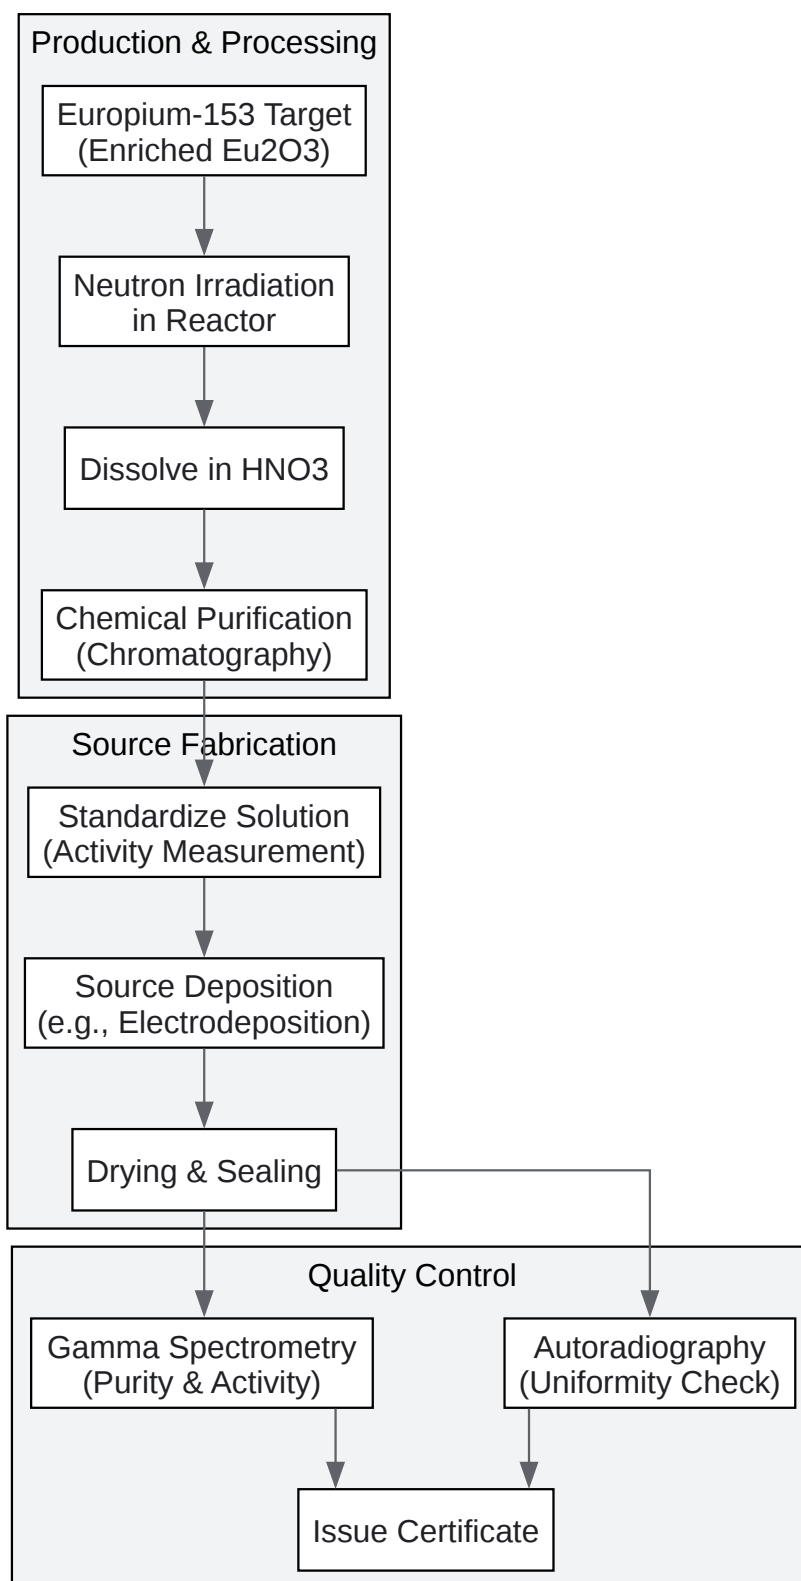 Production & Processing
Europium-153 Target
(Enriched Eu2O3)
Neutron Irradiation
in Reactor
Dissolve in HNO3
Chemical Purification
(Chromatography)
Source Fabrication
Standardize Solution
(Activity Measurement)
Source Deposition
(e.g., Electrodeposition)
Drying & Sealing
Quality Control
Gamma Spectrometry
(Purity & Activity)
Autoradiography
(Uniformity Check)
Issue Certificate